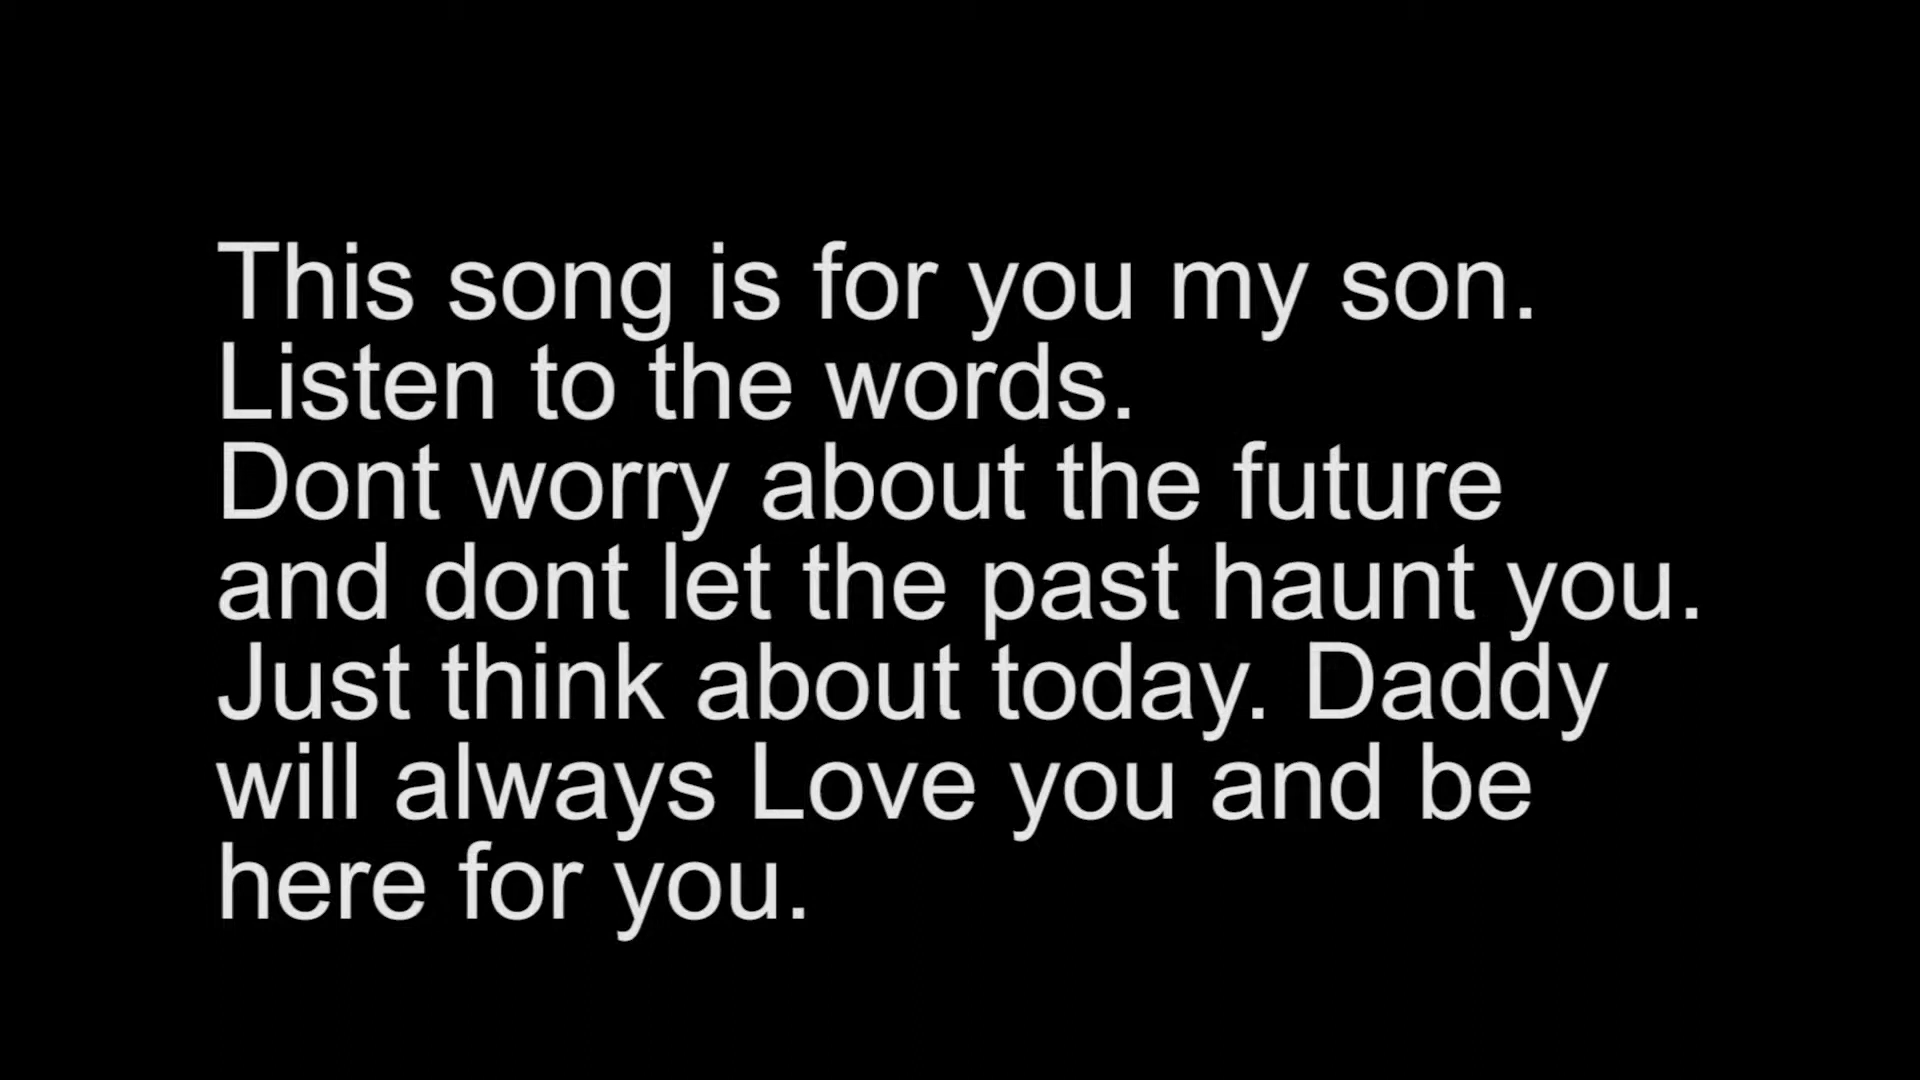 This song is for you my son.
Listen to the words.
Dont worry about the future
and dont let the past haunt you.
Just think about today. Daddy
will always Love you and be
here for you.